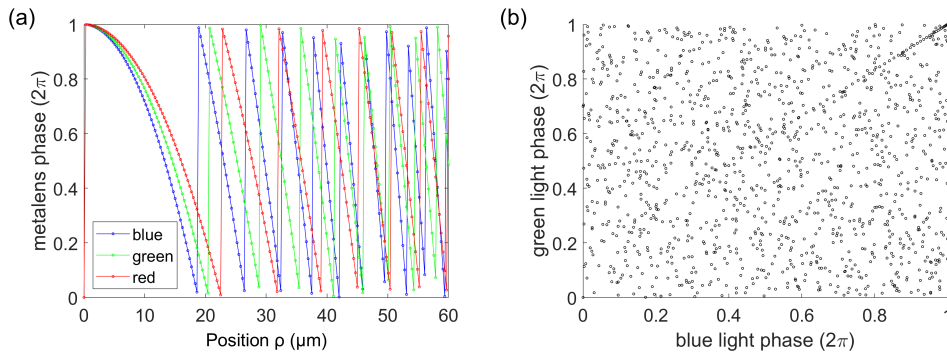 (a)
metalens phase (2π)
1
0.8
0.6
0.4
0.2
0
blue
green
red
0 10 20 30 40 50 60
Position ρ (μm)
(b)
green light phase (2π)
1
0.8
0.6
0.4
0.2
0
0 0.2 0.4 0.6 0.8 1
blue light phase (2π)